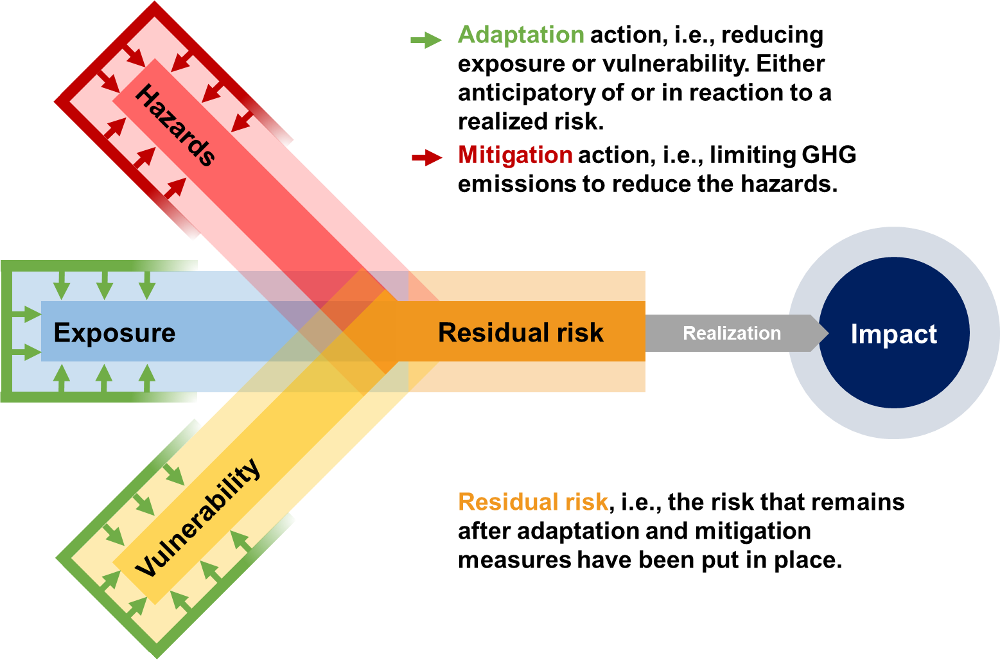 Adaptation action, i.e., reducing
exposure or vulnerability. Either
anticipatory of or in reaction to a
realized risk.
Mitigation action, i.e., limiting GHG
emissions to reduce the hazards.
Hazards
Exposure
Vulnerability
Residual risk
Realization
Impact
Residual risk, i.e., the risk that remains
after adaptation and mitigation
measures have been put in place.